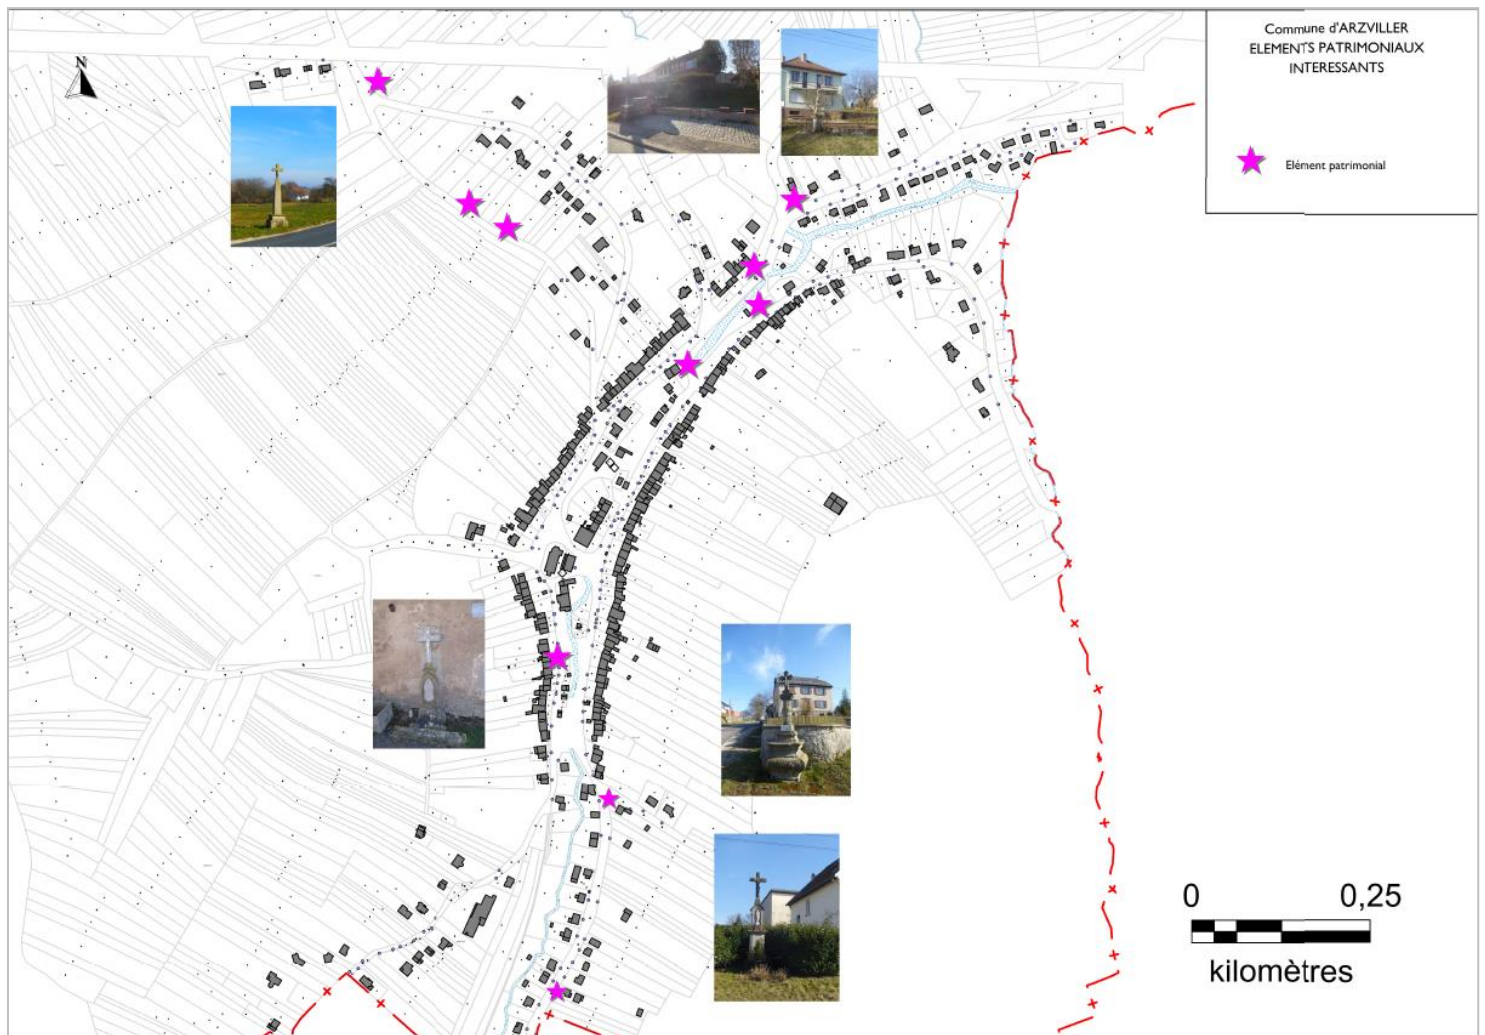 Commune d'ARZVILLER
ELEMENTS PATRIMONIAUX
INTERESSANTS
Elément patrimonial
N
0 0,25
kilomètres